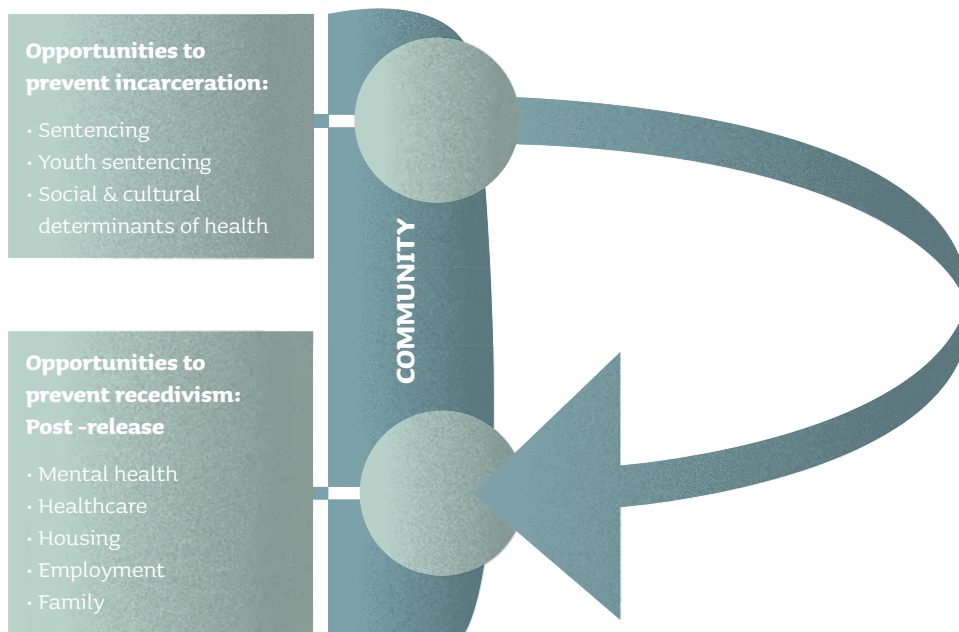 Opportunities to
prevent incarceration:
· Sentencing
· Youth sentencing
· Social & cultural
determinants of health
COMMUNITY
Opportunities to
prevent recedivism:
Post -release
· Mental health
· Healthcare
· Housing
· Employment
· Family